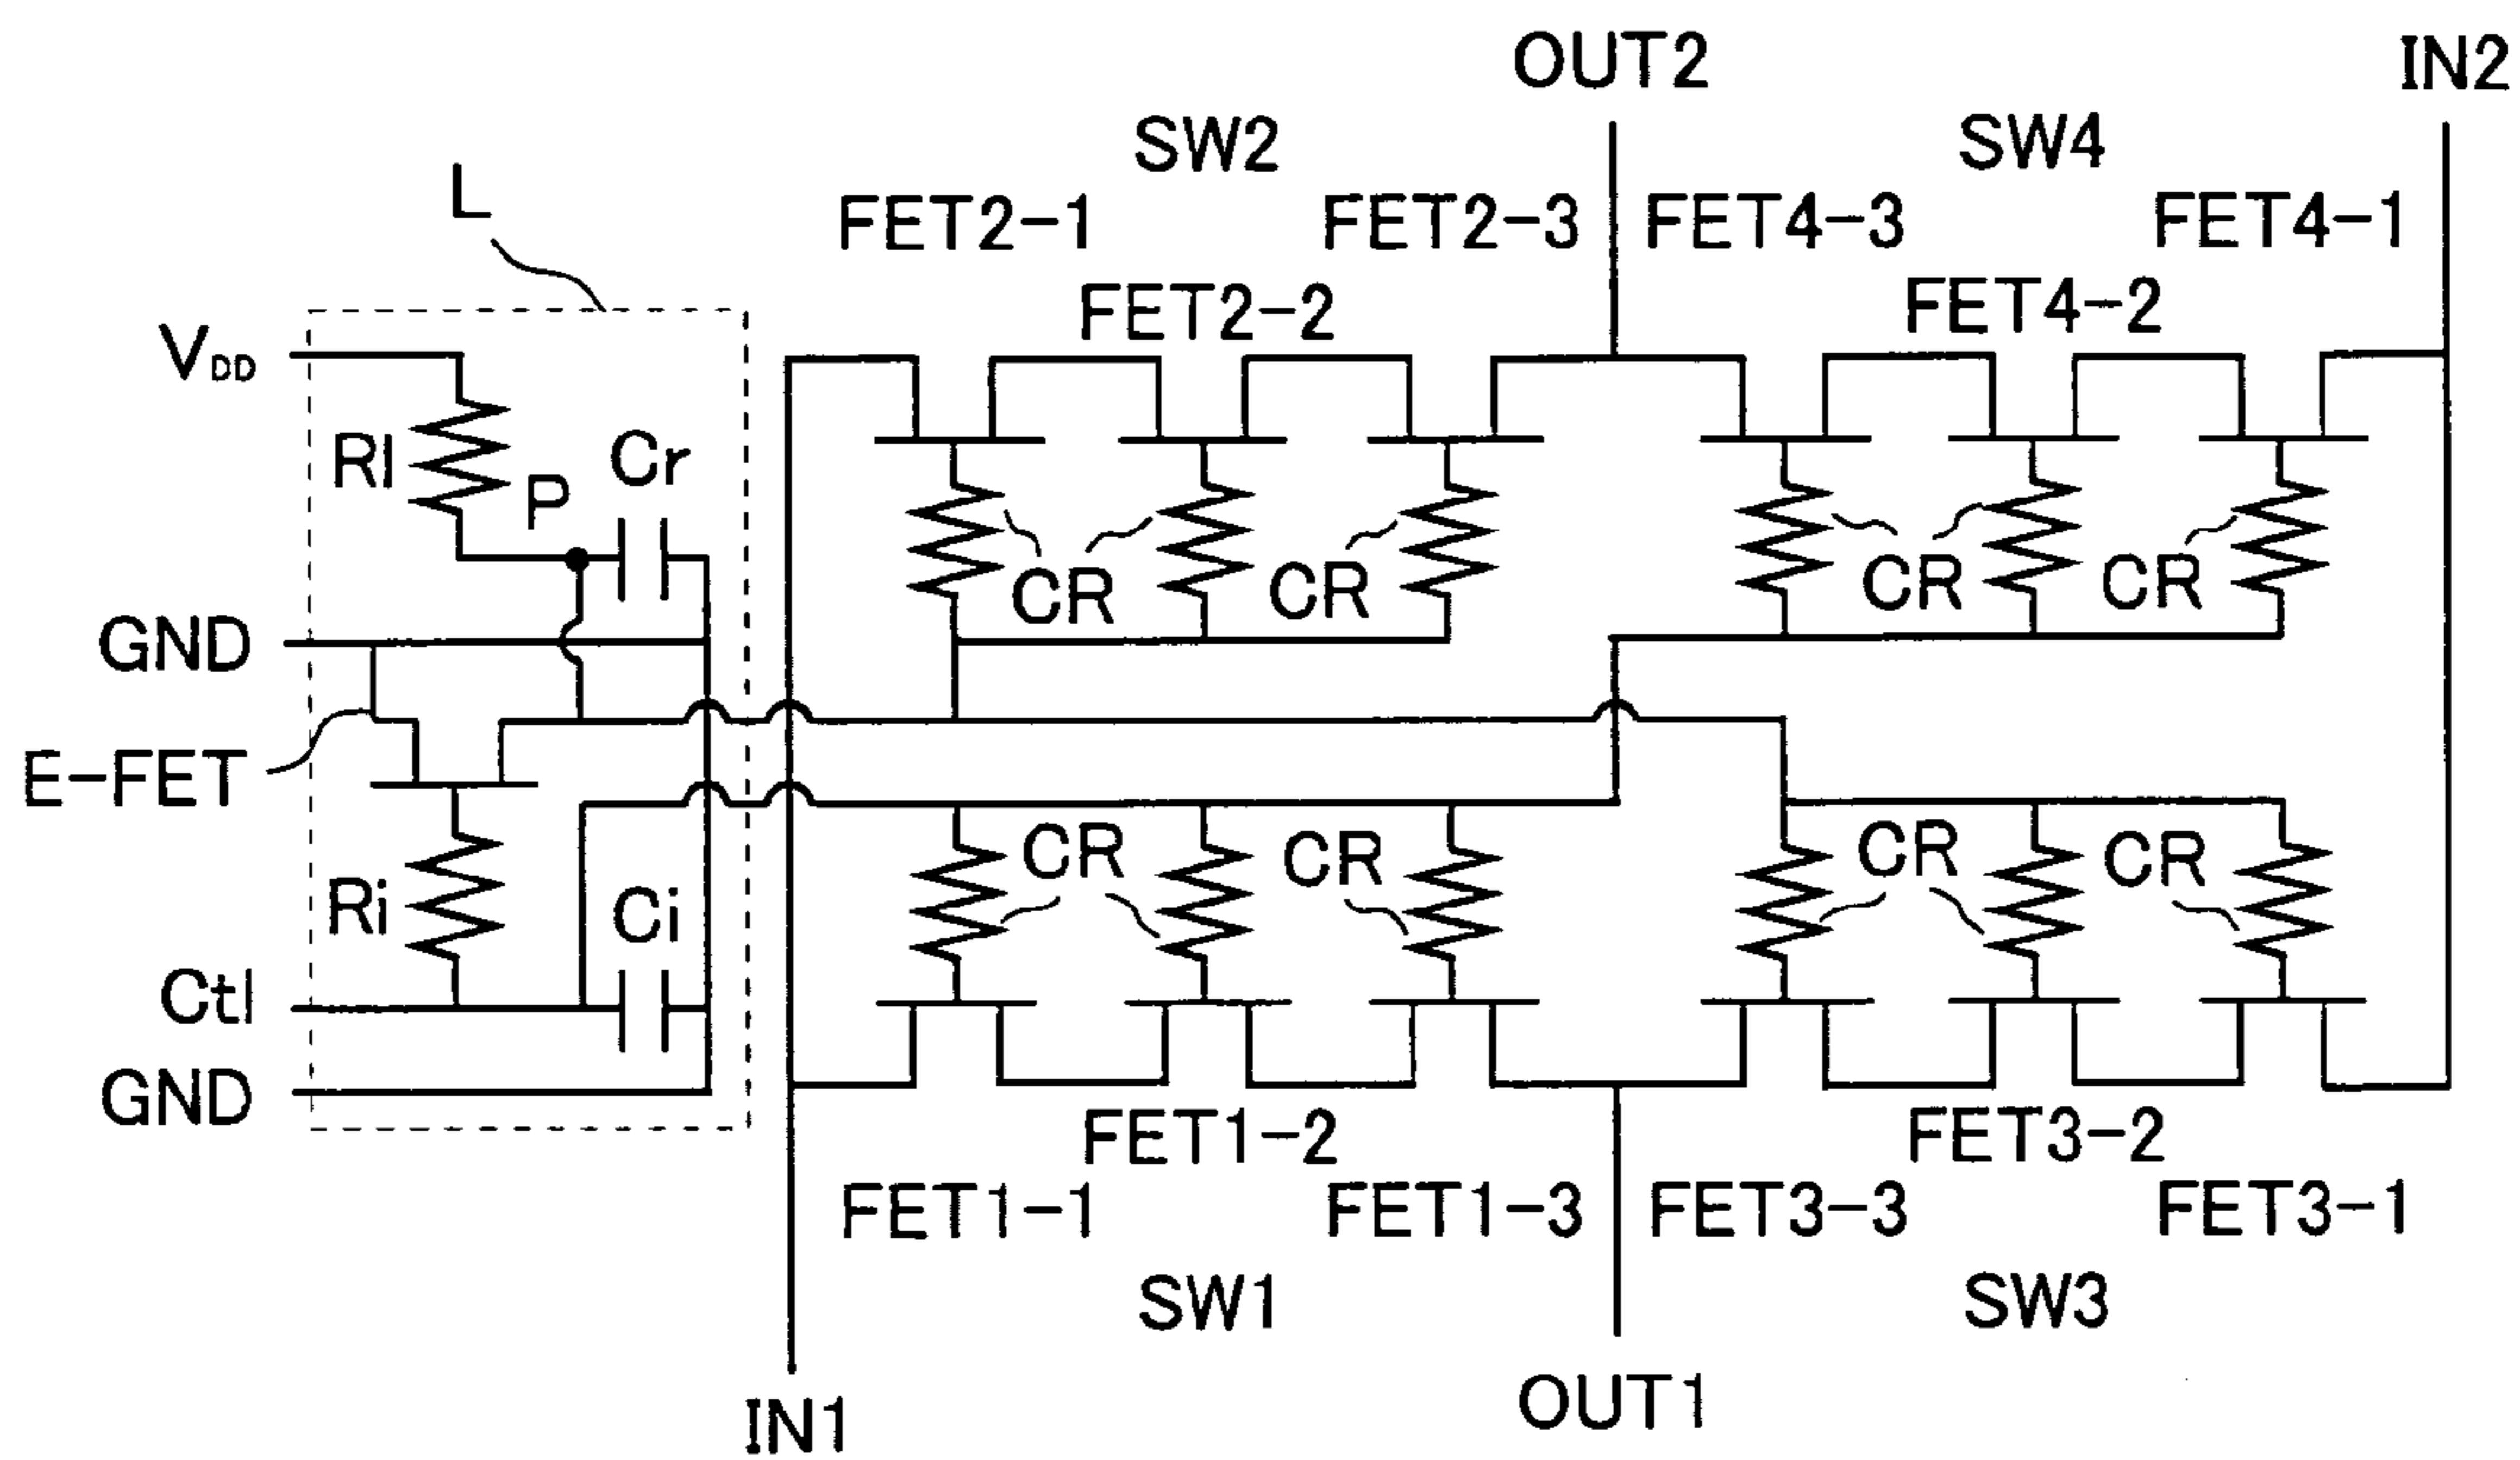 OUT2
IN2
SW2
SW4
L
FET2-1
FET2-3
FET4-3
FET4-1
FET2-2
FET4-2
VDD
Rl
P
Cr
CR
CR
CR
CR
GND
E-FET
CR
CR
CR
CR
Ri
Ci
Ctl
GND
FET1-2
FET3-2
FET1-1
FET1-3
FET3-3
FET3-1
SW1
SW3
IN1
OUT1